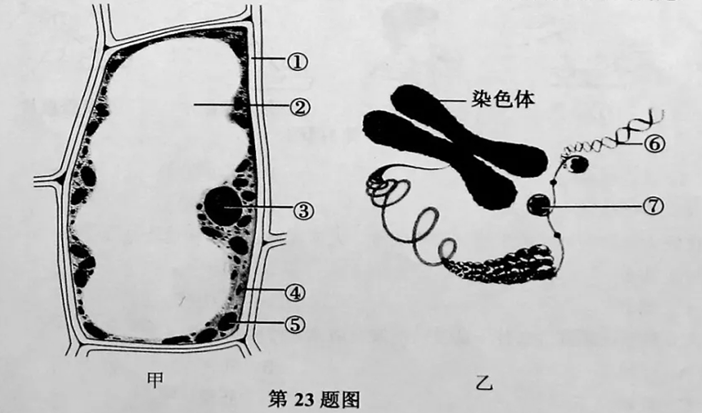 ①
②
③
④
⑤
甲
染色体
⑥
⑦
乙
第23题图